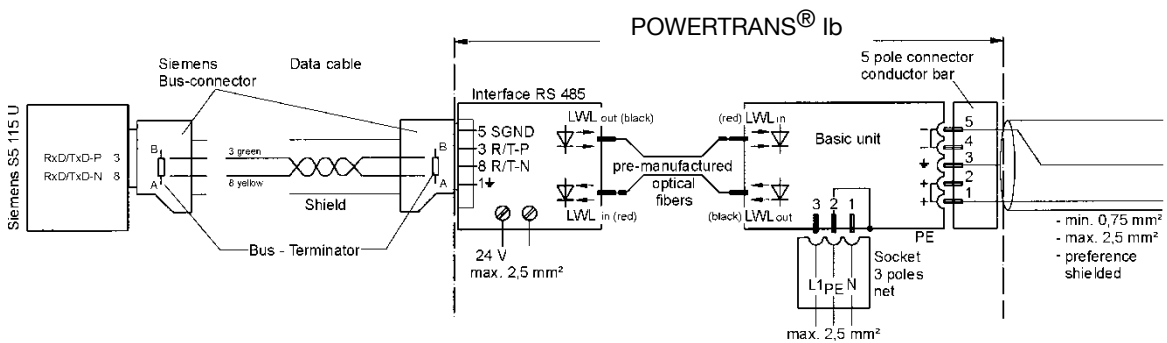 POWERTRANS® Ib
Siemens
Bus-connector
Data cable
5 pole connector
conductor bar
Interface RS 485
Siemens S5 115 U
LWL out (black)
(red) LWL in
Basic unit
5 SGND
3 R/T-P
8 R/T-N
1
RxD/TxD-P 3
RxD/TxD-N 8
B
A
3 green
8 yellow
B
A
Shield
Bus - Terminator
pre-manufactured
optical
fibers
LWL in (red)
(black) LWL out
24 V
max. 2,5 mm²
- 5
- 4
3
+ 2
+ 1
3 2 1
PE
Socket
3 poles
net
L1 PE N
max. 2,5 mm²
- min. 0,75 mm²
- max. 2,5 mm²
- preference
shielded